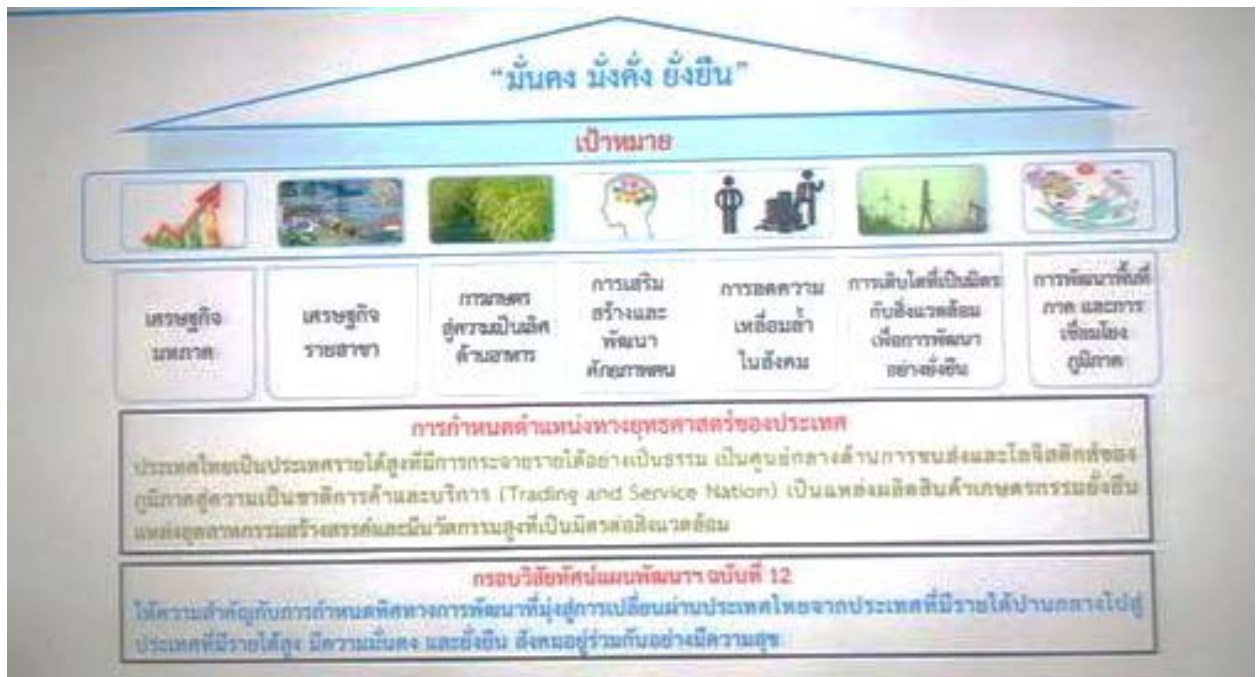 “มั่นคง มั่งคั่ง ยั่งยืน”
เป้าหมาย
เศรษฐกิจ
มหภาค
เศรษฐกิจ
รายสาขา
การเกษตร
สู่ความเป็นเลิศ
ด้านอาหาร
การเสริม
สร้างและ
พัฒนา
ศักยภาพคน
การลดความ
เหลื่อมล้ำ
ในสังคม
การเติบโตที่เป็นมิตร
กับสิ่งแวดล้อม
เพื่อการพัฒนา
อย่างยั่งยืน
การพัฒนาพื้นที่
ภาค และการ
เชื่อมโยง
ภูมิภาค
การกำหนดตำแหน่งทางยุทธศาสตร์ของประเทศ
ประเทศไทยเป็นประเทศรายได้สูงที่มีการกระจายรายได้อย่างเป็นธรรม เป็นศูนย์กลางด้านการขนส่งและโลจิสติกส์ของ
ภูมิภาคสู่ความเป็นชาติการค้าและบริการ (Trading and Service Nation) เป็นแหล่งผลิตสินค้าเกษตรกรรมยั่งยืน
แหล่งอุตสาหกรรมสร้างสรรค์และมีนวัตกรรมสูงที่เป็นมิตรต่อสิ่งแวดล้อม
กรอบวิสัยทัศน์แผนพัฒนาฯ ฉบับที่ 12
ให้ความสำคัญกับการกำหนดทิศทางการพัฒนาที่มุ่งสู่การเปลี่ยนผ่านประเทศไทยจากประเทศที่มีรายได้ปานกลางไปสู่
ประเทศที่มีรายได้สูง มีความมั่นคง และยั่งยืน สังคมอยู่ร่วมกันอย่างมีความสุข